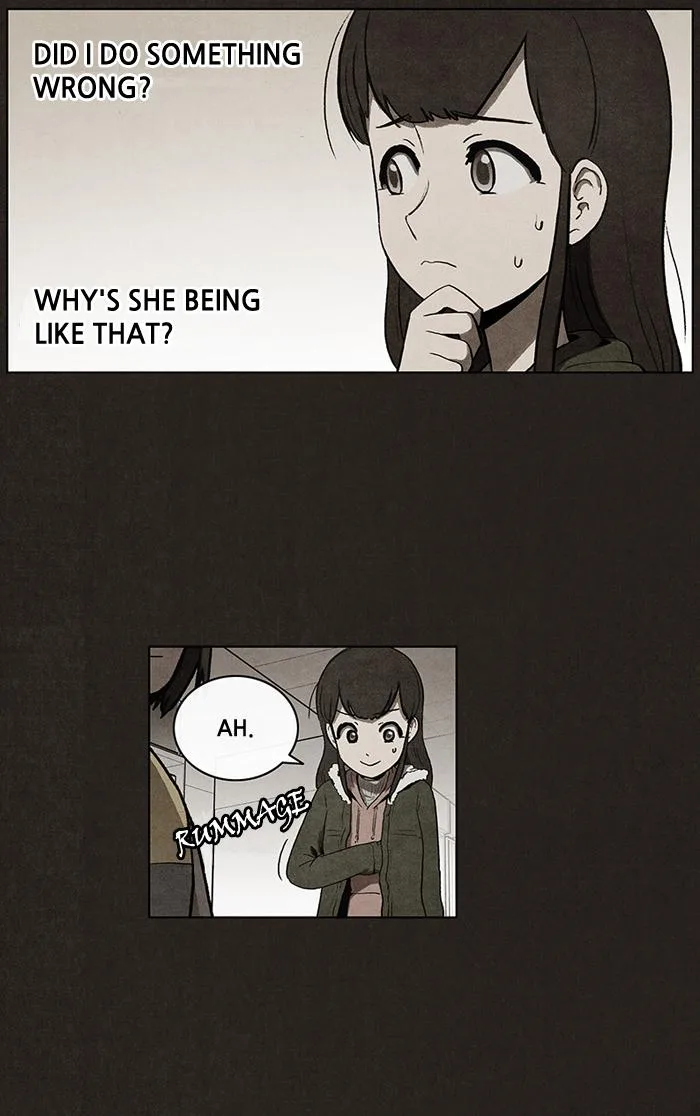 DID I DO SOMETHING
WRONG?
WHY'S SHE BEING
LIKE THAT?
AH.
RUMMAGE